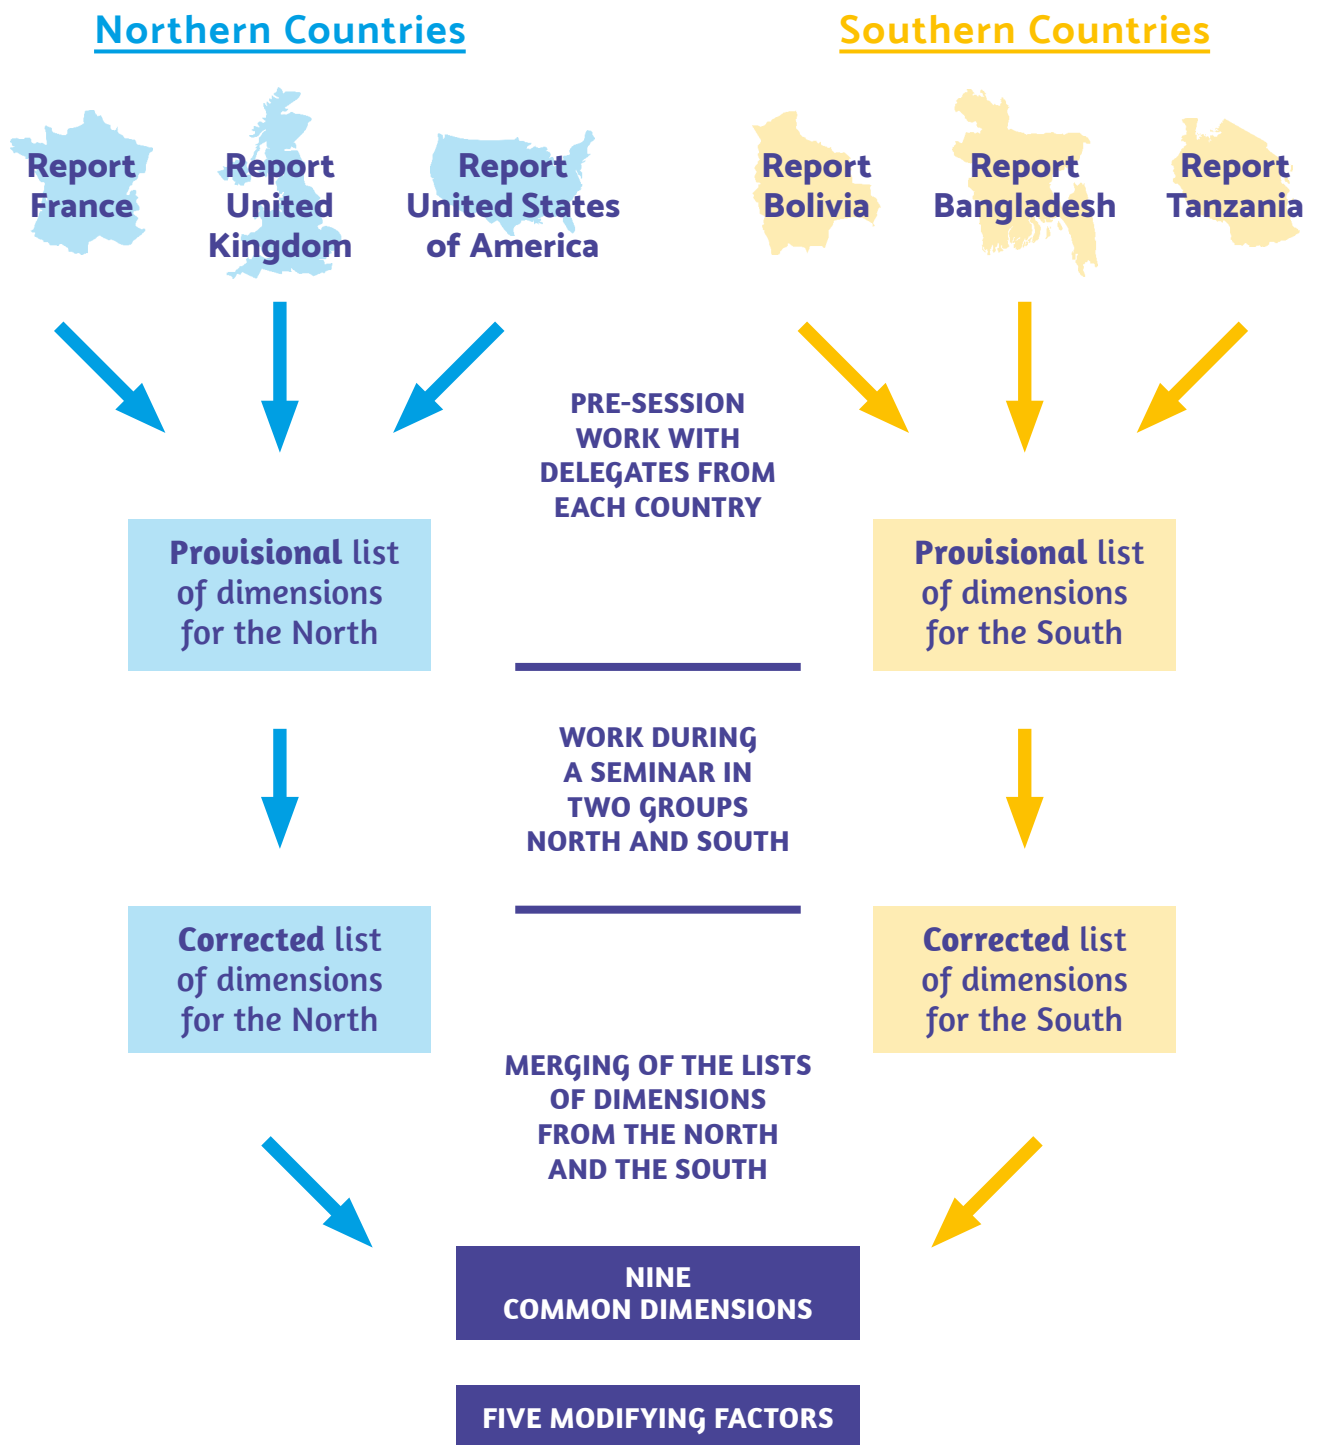 Northern Countries
Southern Countries
Report
France
Report
United
Kingdom
Report
United States
of America
Report
Bolivia
Report
Bangladesh
Report
Tanzania
PRE-SESSION
WORK WITH
DELEGATES FROM
EACH COUNTRY
Provisional list
of dimensions
for the North
Provisional list
of dimensions
for the South
WORK DURING
A SEMINAR IN
TWO GROUPS
NORTH AND SOUTH
Corrected list
of dimensions
for the North
Corrected list
of dimensions
for the South
MERGING OF THE LISTS
OF DIMENSIONS
FROM THE NORTH
AND THE SOUTH
NINE
COMMON DIMENSIONS
FIVE MODIFYING FACTORS